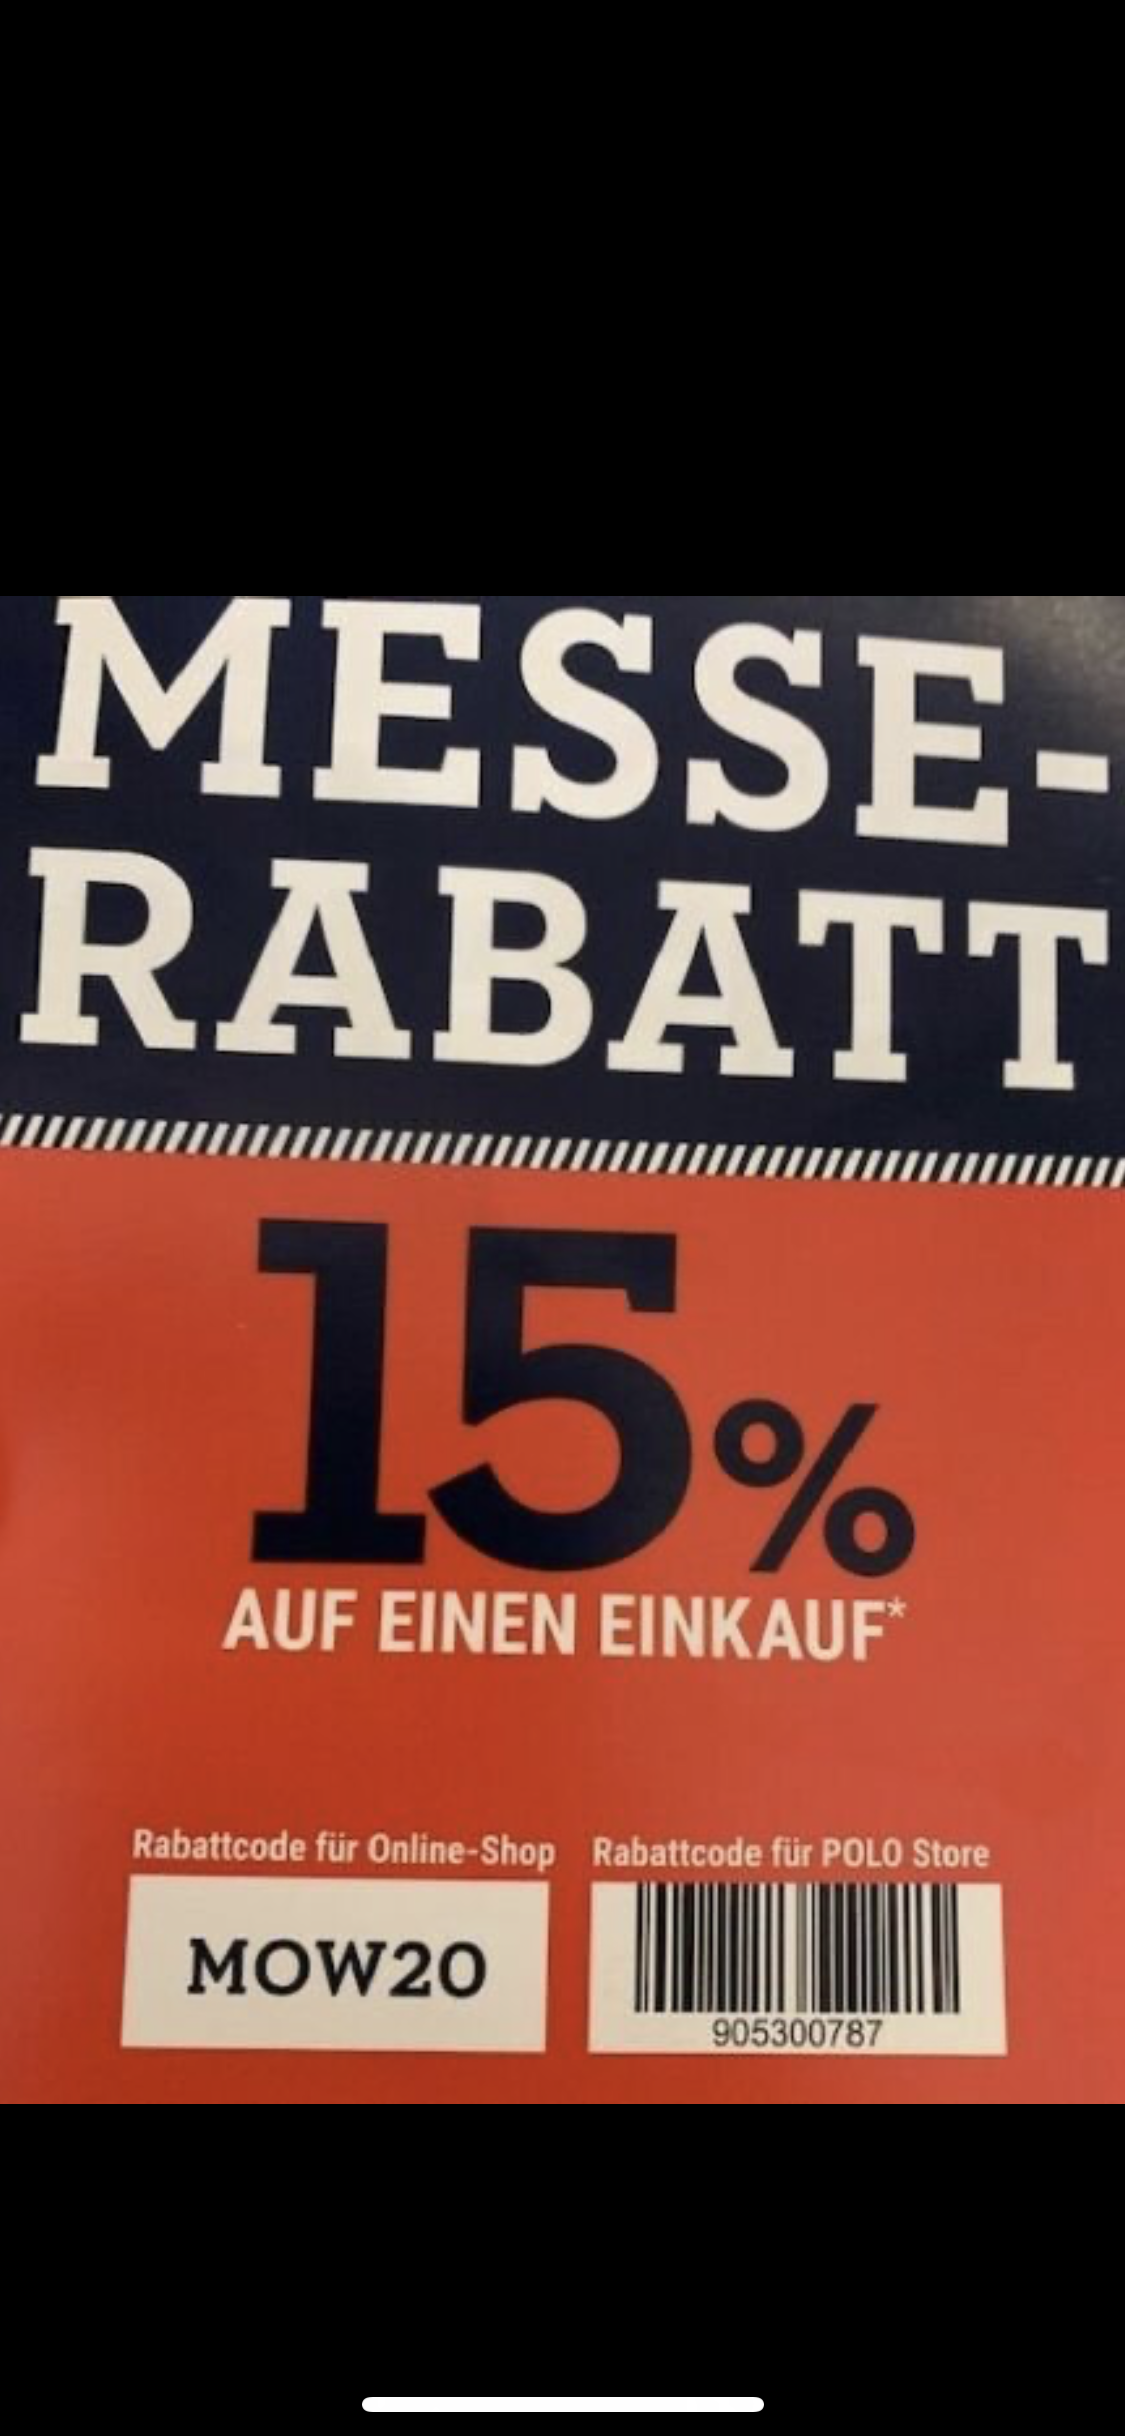 MESSE-
RABATT
15%
AUF EINEN EINKAUF*
Rabattcode für Online-Shop
MOW20
Rabattcode für POLO Store
905300787